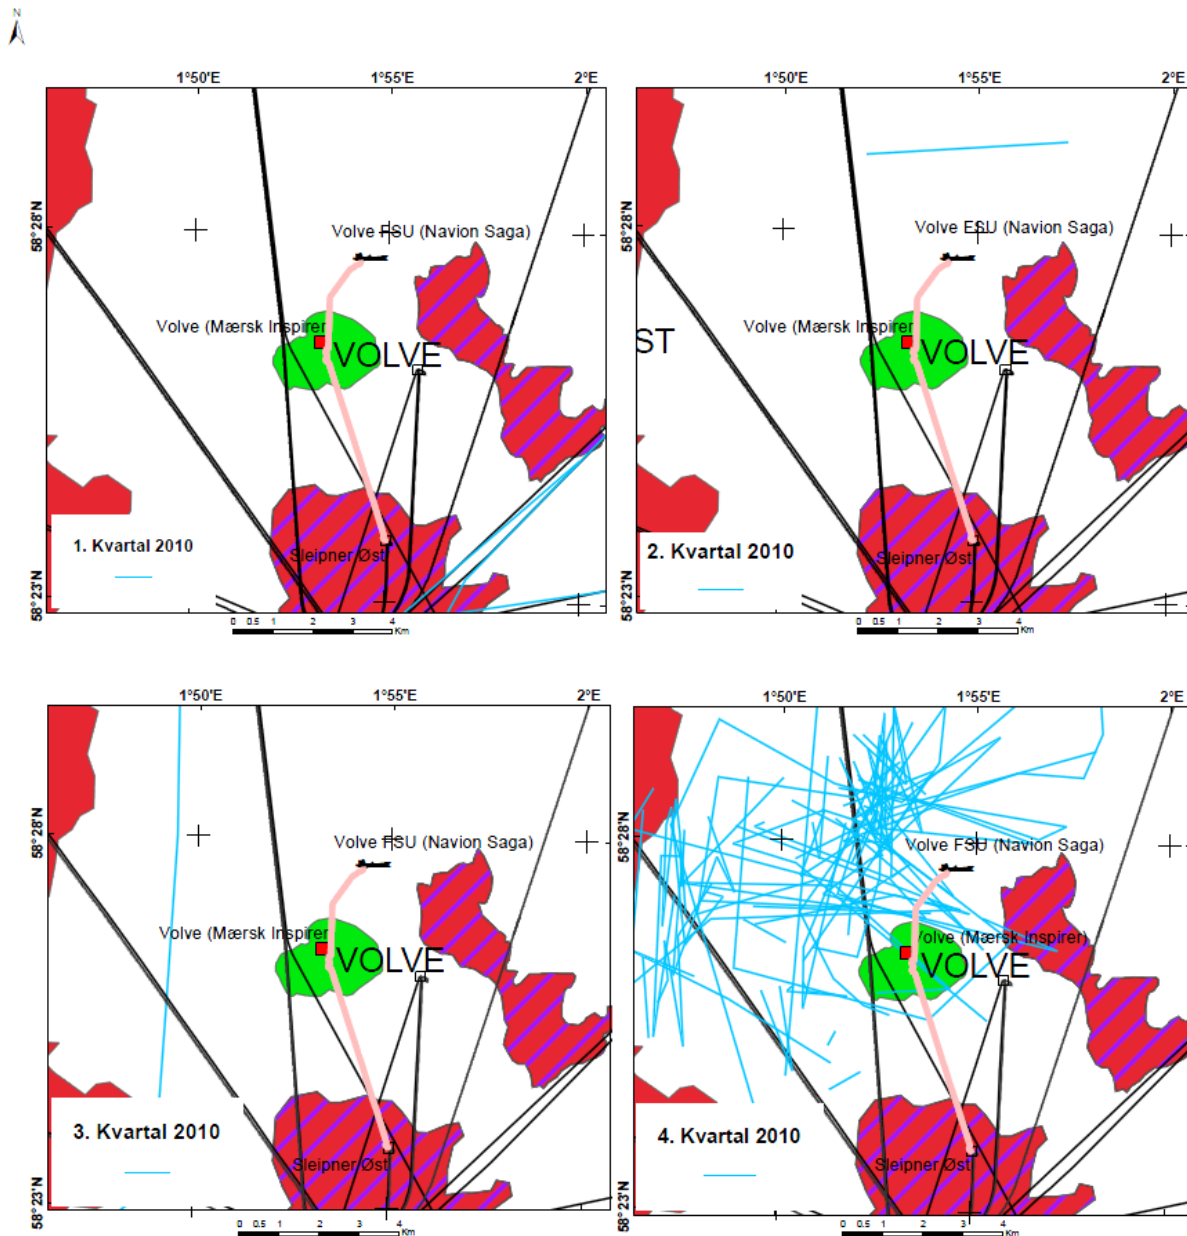 N
1°50'E 1°55'E 2°E
58°28'N
Volve FSU (Navion Saga)
Volve (Mærsk Inspirer
VOLVE
Sleipner Øst
1. Kvartal 2010
58°23'N
0 0.5 1 2 3 4
Km
1°50'E 1°55'E 2°E
58°28'N
Volve FSU (Navion Saga)
Volve (Mærsk Inspirer
ST
VOLVE
Sleipner Øst
2. Kvartal 2010
58°23'N
0 0.5 1 2 3 4
Km
1°50'E 1°55'E 2°E
58°28'N
Volve FSU (Navion Saga)
Volve (Mærsk Inspirer
VOLVE
3. Kvartal 2010
Sleipner Øst
58°23'N
0 0.5 1 2 3 4
Km
1°50'E 1°55'E 2°E
58°28'N
Volve FSU (Navion Saga)
Volve (Mærsk Inspirer)
VOLVE
4. Kvartal 2010
Sleipner Øst
58°23'N
0 0.5 1 2 3 4
Km